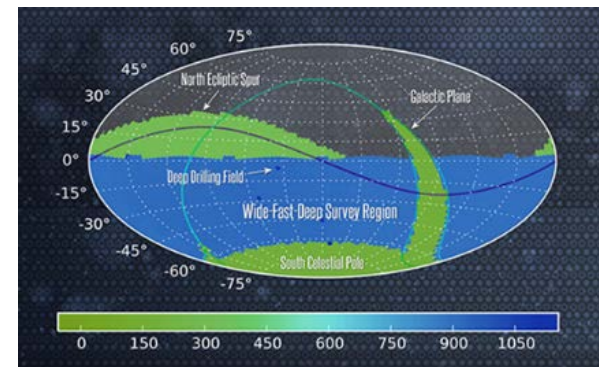 75°
60°
45°
30°
15°
0°
-15°
-30°
-45°
-60°
-75°
North Ecliptic Spur
Galactic Plane
Deep Drilling Field
Wide-Fast-Deep Survey Region
South Celestial Pole
0 150 300 450 600 750 900 1050